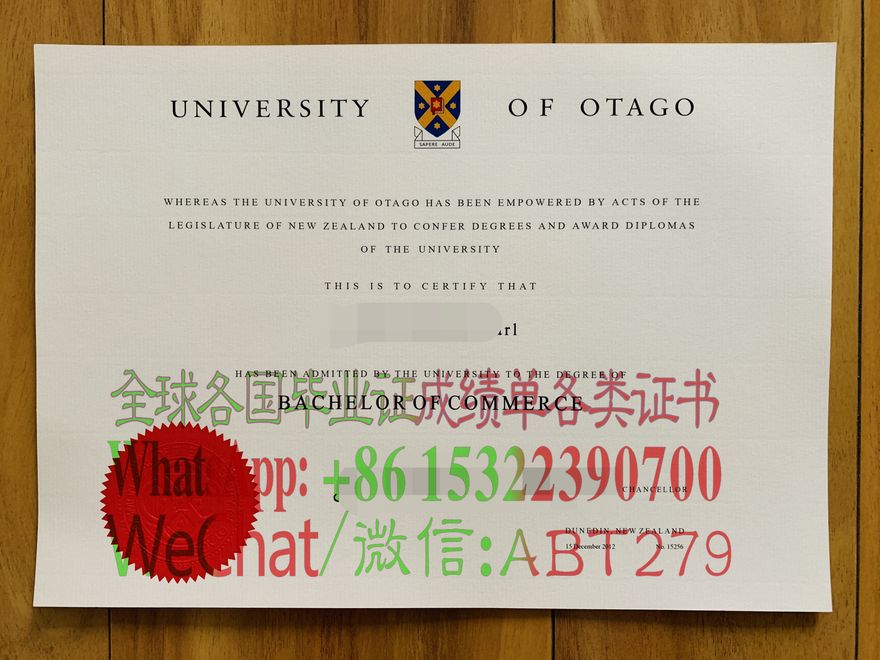 UNIVERSITY OF OTAGO
SAPERE AUDE
WHEREAS THE UNIVERSITY OF OTAGO HAS BEEN EMPOWERED BY ACTS OF THE
LEGISLATURE OF NEW ZEALAND TO CONFER DEGREES AND AWARD DIPLOMAS
OF THE UNIVERSITY
THIS IS TO CERTIFY THAT
HAS BEEN ADMITTED BY THE UNIVERSITY TO THE DEGREE OF
全球各国毕业证成绩单各类证书
BACHELOR OF COMMERCE
WhatsApp: +86 15322390700
CHANCELLOR
DUNEDIN, NEW ZEALAND
WeChat/微信:ABT279
15 December 2012 No. 15256